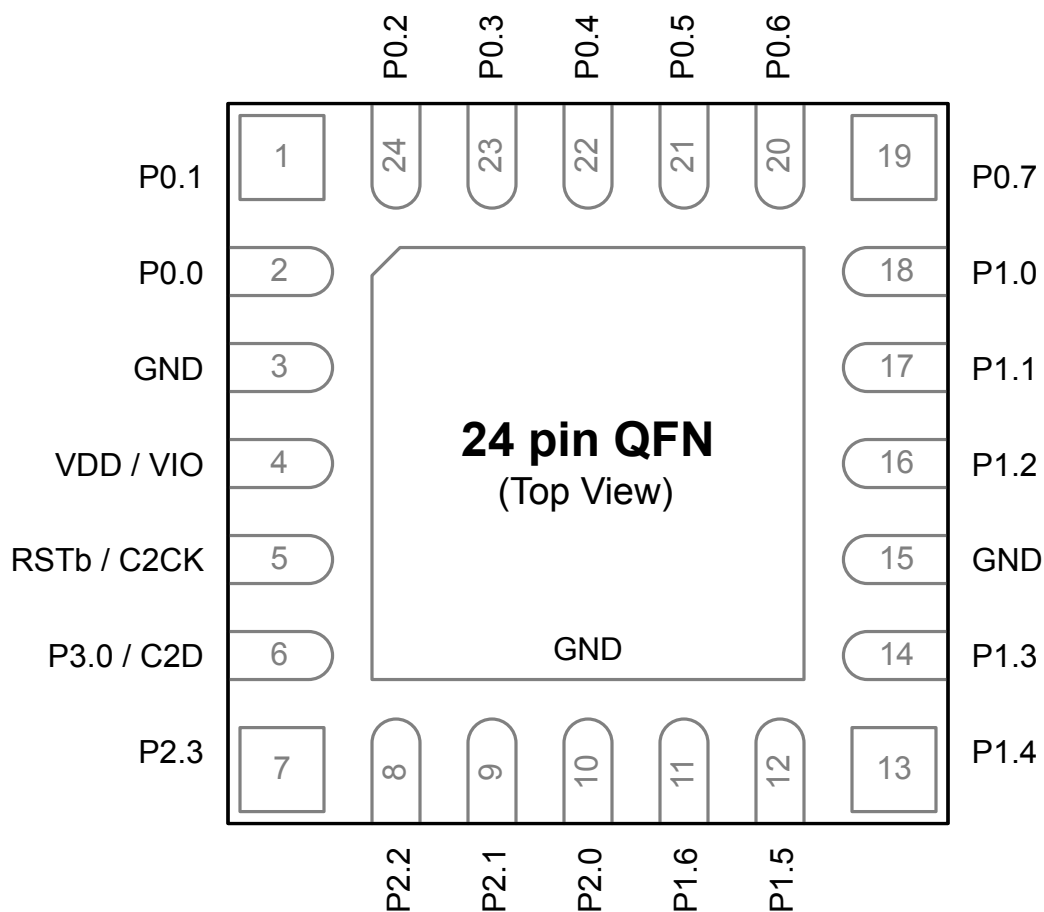 P0.2
P0.3
P0.4
P0.5
P0.6
24
23
22
21
20
P0.1
1
19
P0.7
P0.0
2
18
P1.0
GND
3
17
P1.1
24 pin QFN
(Top View)
VDD / VIO
4
16
P1.2
RSTb / C2CK
5
15
GND
P3.0 / C2D
6
GND
14
P1.3
P2.3
7
13
P1.4
8
9
10
11
12
P2.2
P2.1
P2.0
P1.6
P1.5